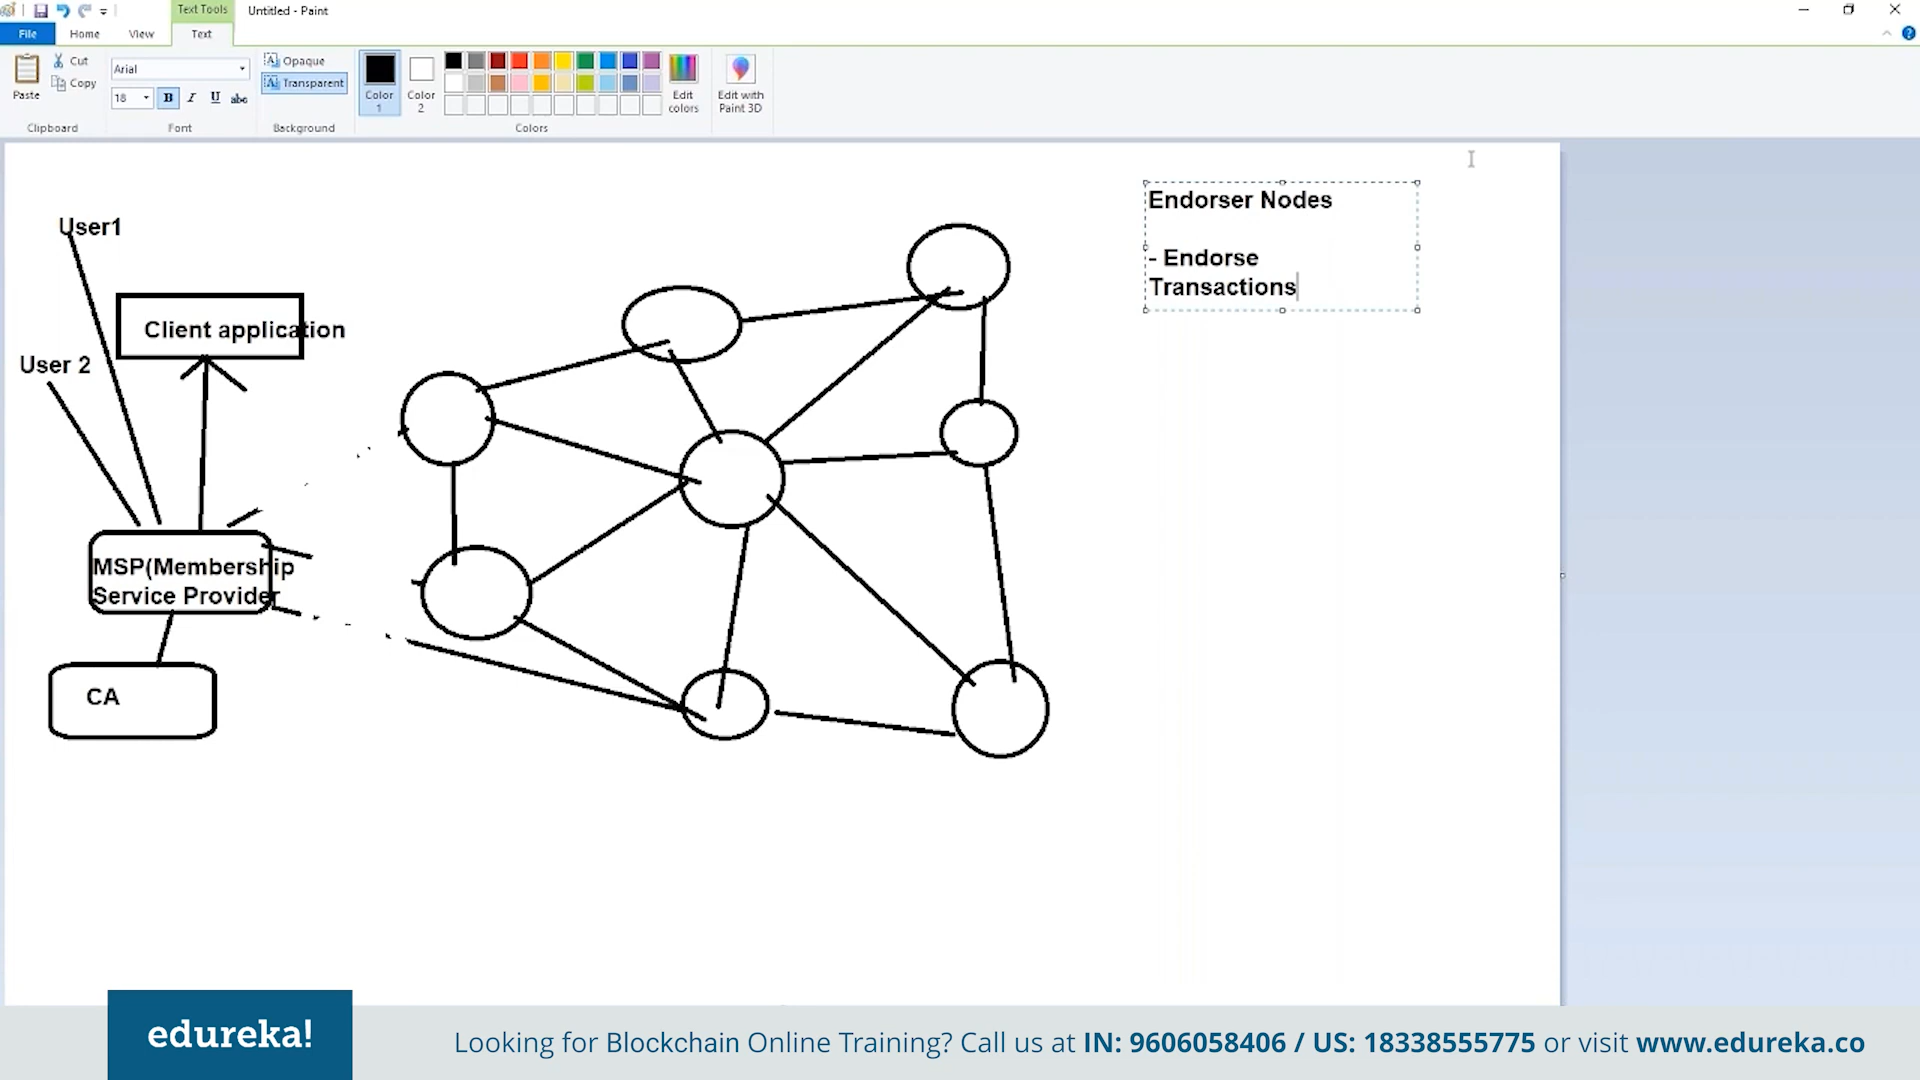 Text Tools
Untitled - Paint
File
Home
View
Text
Paste
Cut
Copy
Clipboard
Arial
18
B I U abc
Font
Opaque
Transparent
Background
Color 1
Color 2
Edit colors
Colors
Edit with Paint 3D
User1
Client application
User 2
MSP(Membership
Service Provider
CA
Endorser Nodes
- Endorse
Transactions
edureka!
Looking for Blockchain Online Training? Call us at IN: 9606058406 / US: 18338555775 or visit www.edureka.co